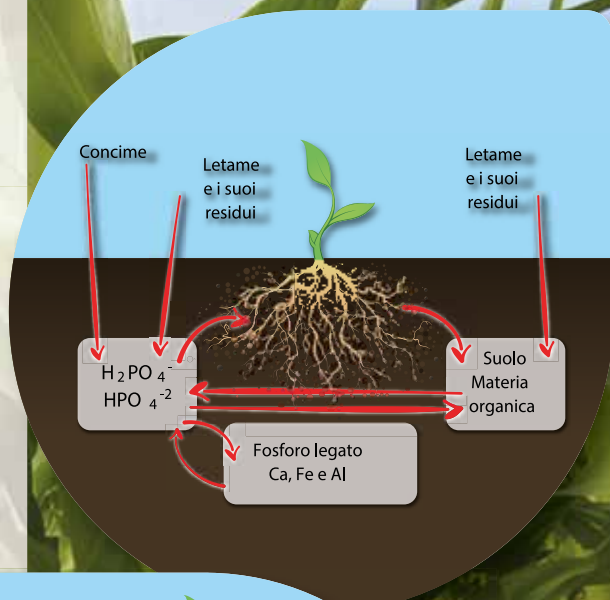 Concime
Letame
e i suoi
residui
Letame
e i suoi
residui
H2PO4-
HPO4-2
Suolo
Materia
organica
Fosforo legato
Ca, Fe e Al